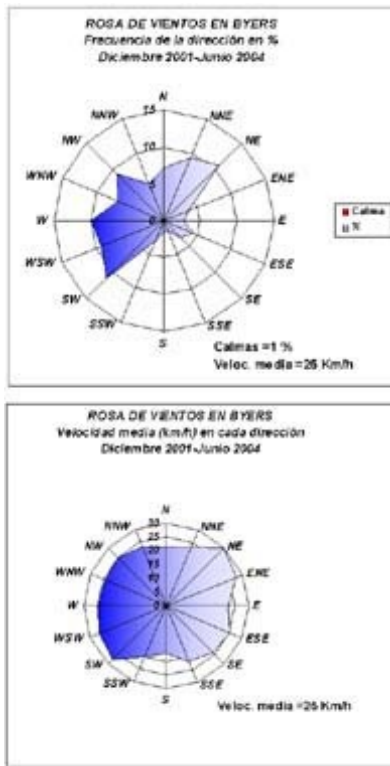 ROSA DE VIENTOS EN BYERS
Frecuencia de la dirección en %
Diciembre 2001-Junio 2004
N
NNW
NNE
NW
NE
WNW
ENE
W
E
WSW
ESE
SW
SE
SSW
SSE
S
15
10
5
0
Calma
%
Calmas =1 %
Veloc. media =26 Km/h
ROSA DE VIENTOS EN BYERS
Velocidad media (km/h) en cada dirección
Diciembre 2001-Junio 2004
N
NNW
NNE
NW
NE
WNW
ENE
W
E
WSW
ESE
SW
SE
SSW
SSE
S
30
25
20
15
10
5
0
Veloc. media =26 Km/h